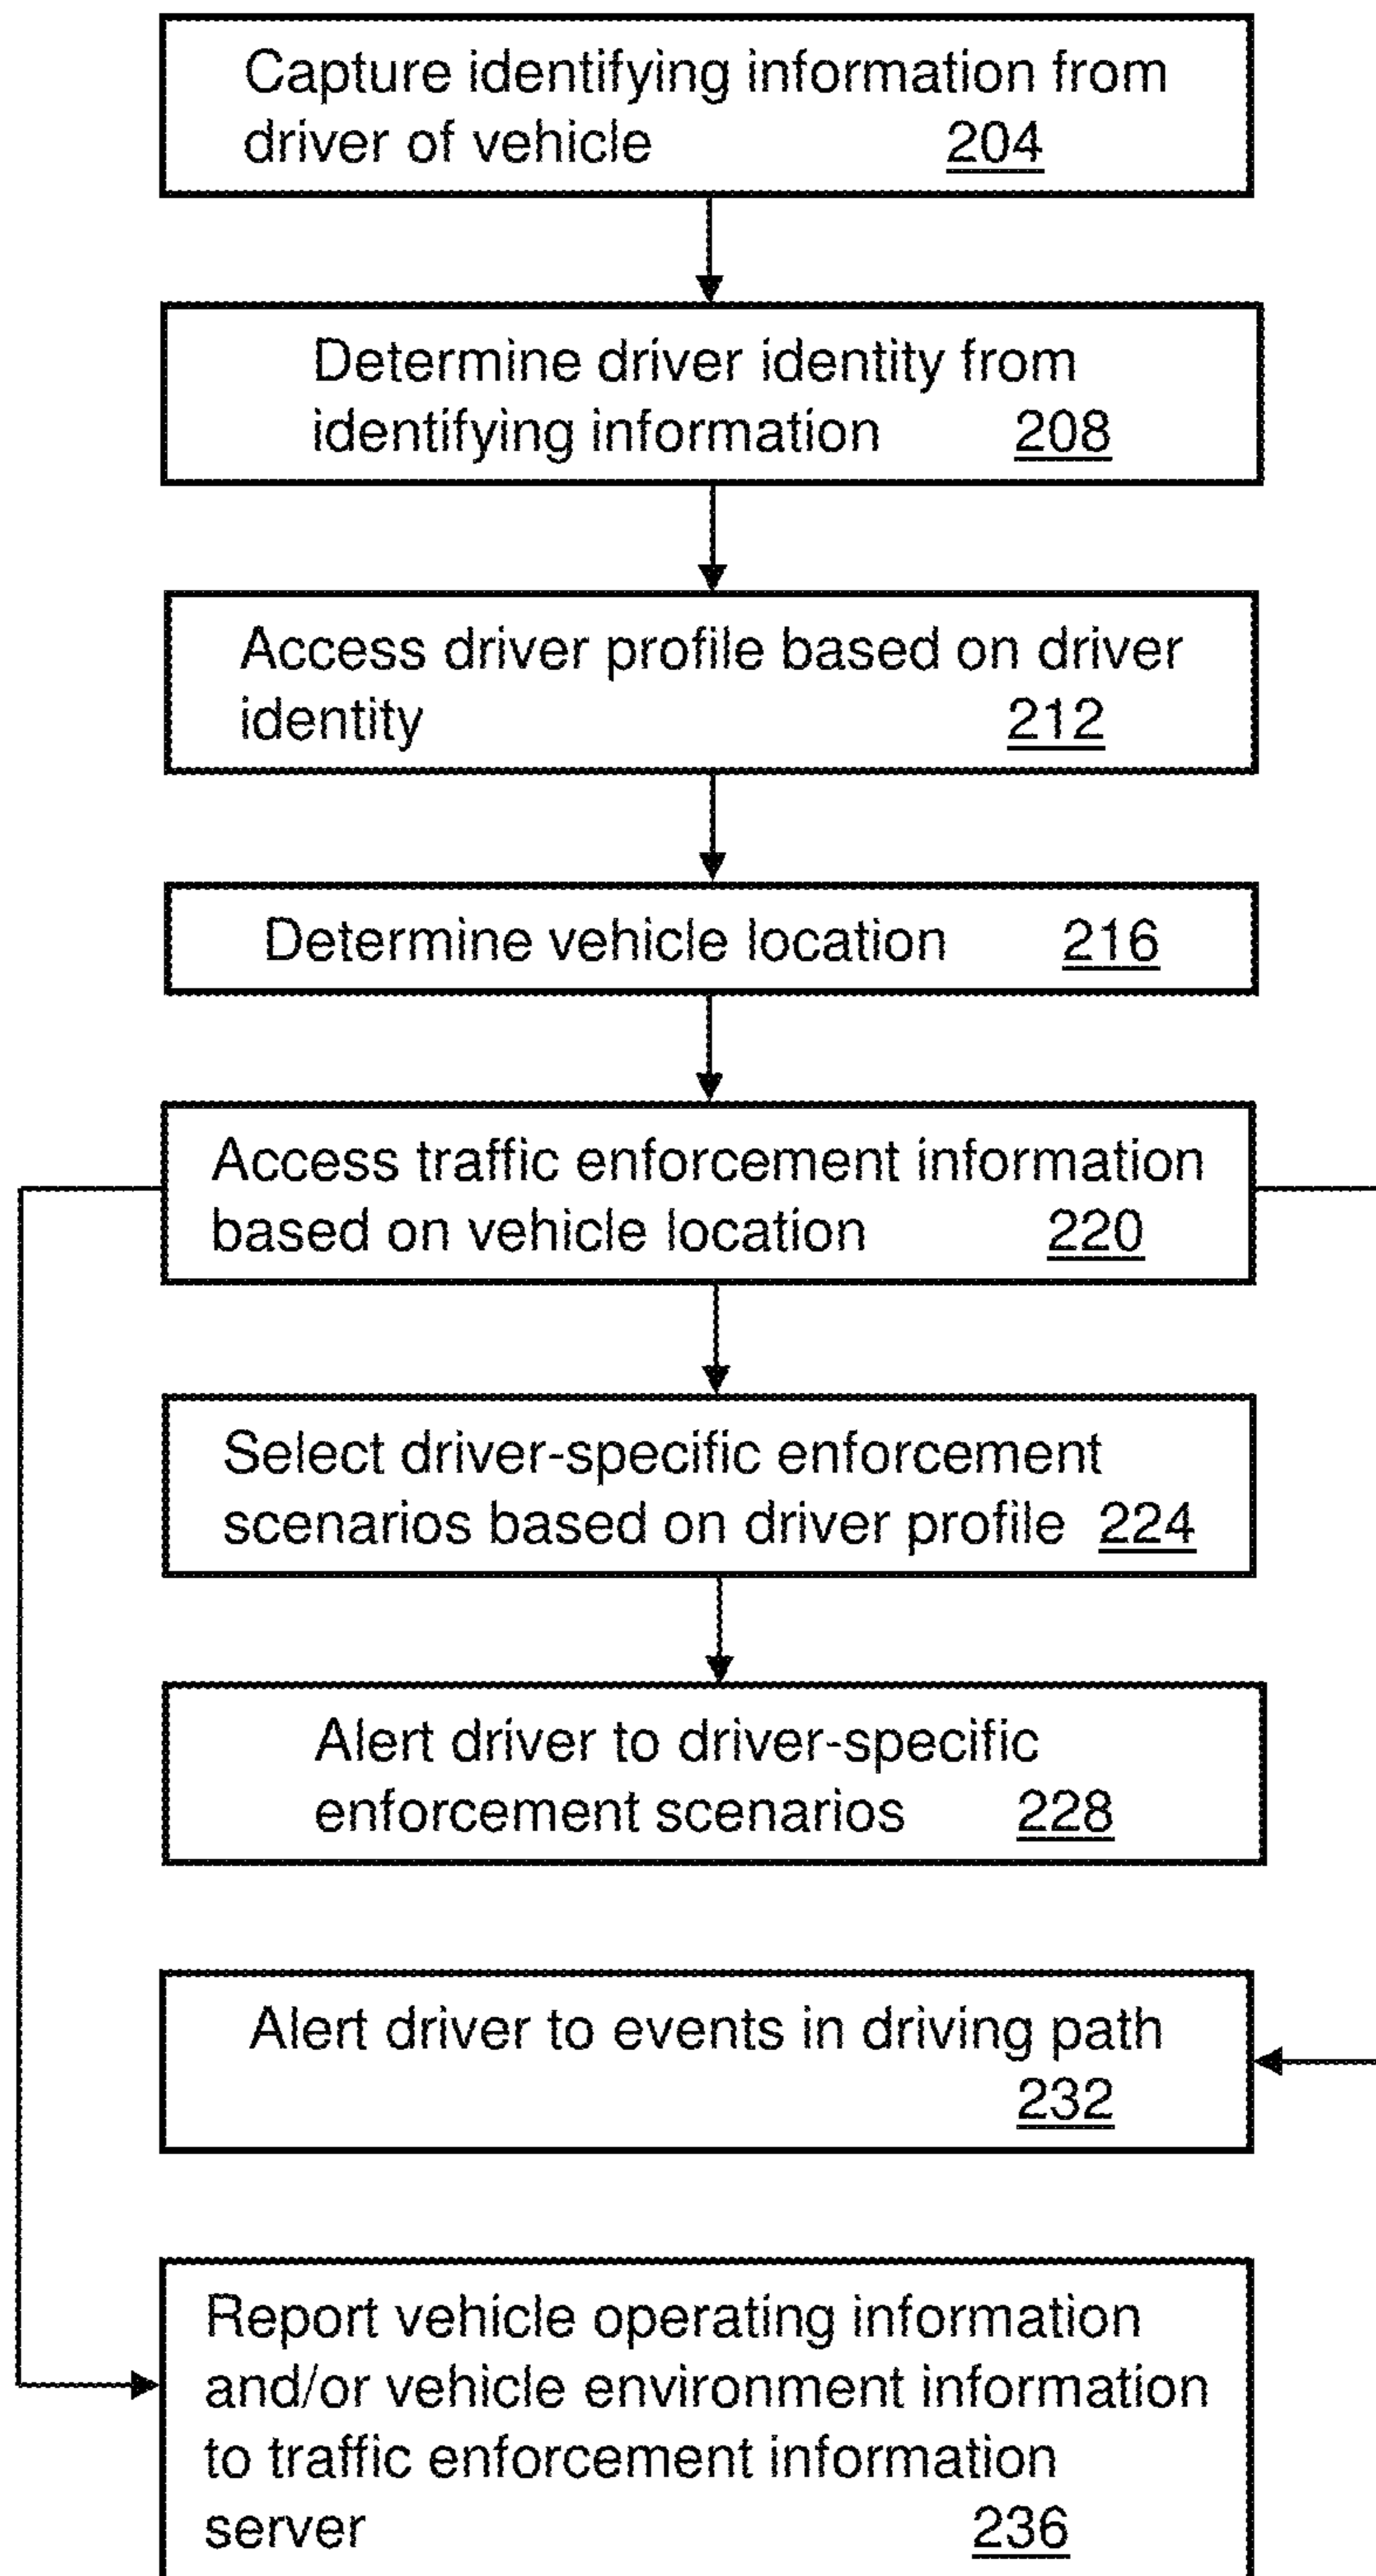 Capture identifying information from
driver of vehicle 204
Determine driver identity from
identifying information 208
Access driver profile based on driver
identity 212
Determine vehicle location 216
Access traffic enforcement information
based on vehicle location 220
Select driver-specific enforcement
scenarios based on driver profile 224
Alert driver to driver-specific
enforcement scenarios 228
Alert driver to events in driving path
232
Report vehicle operating information
and/or vehicle environment information
to traffic enforcement information
server 236